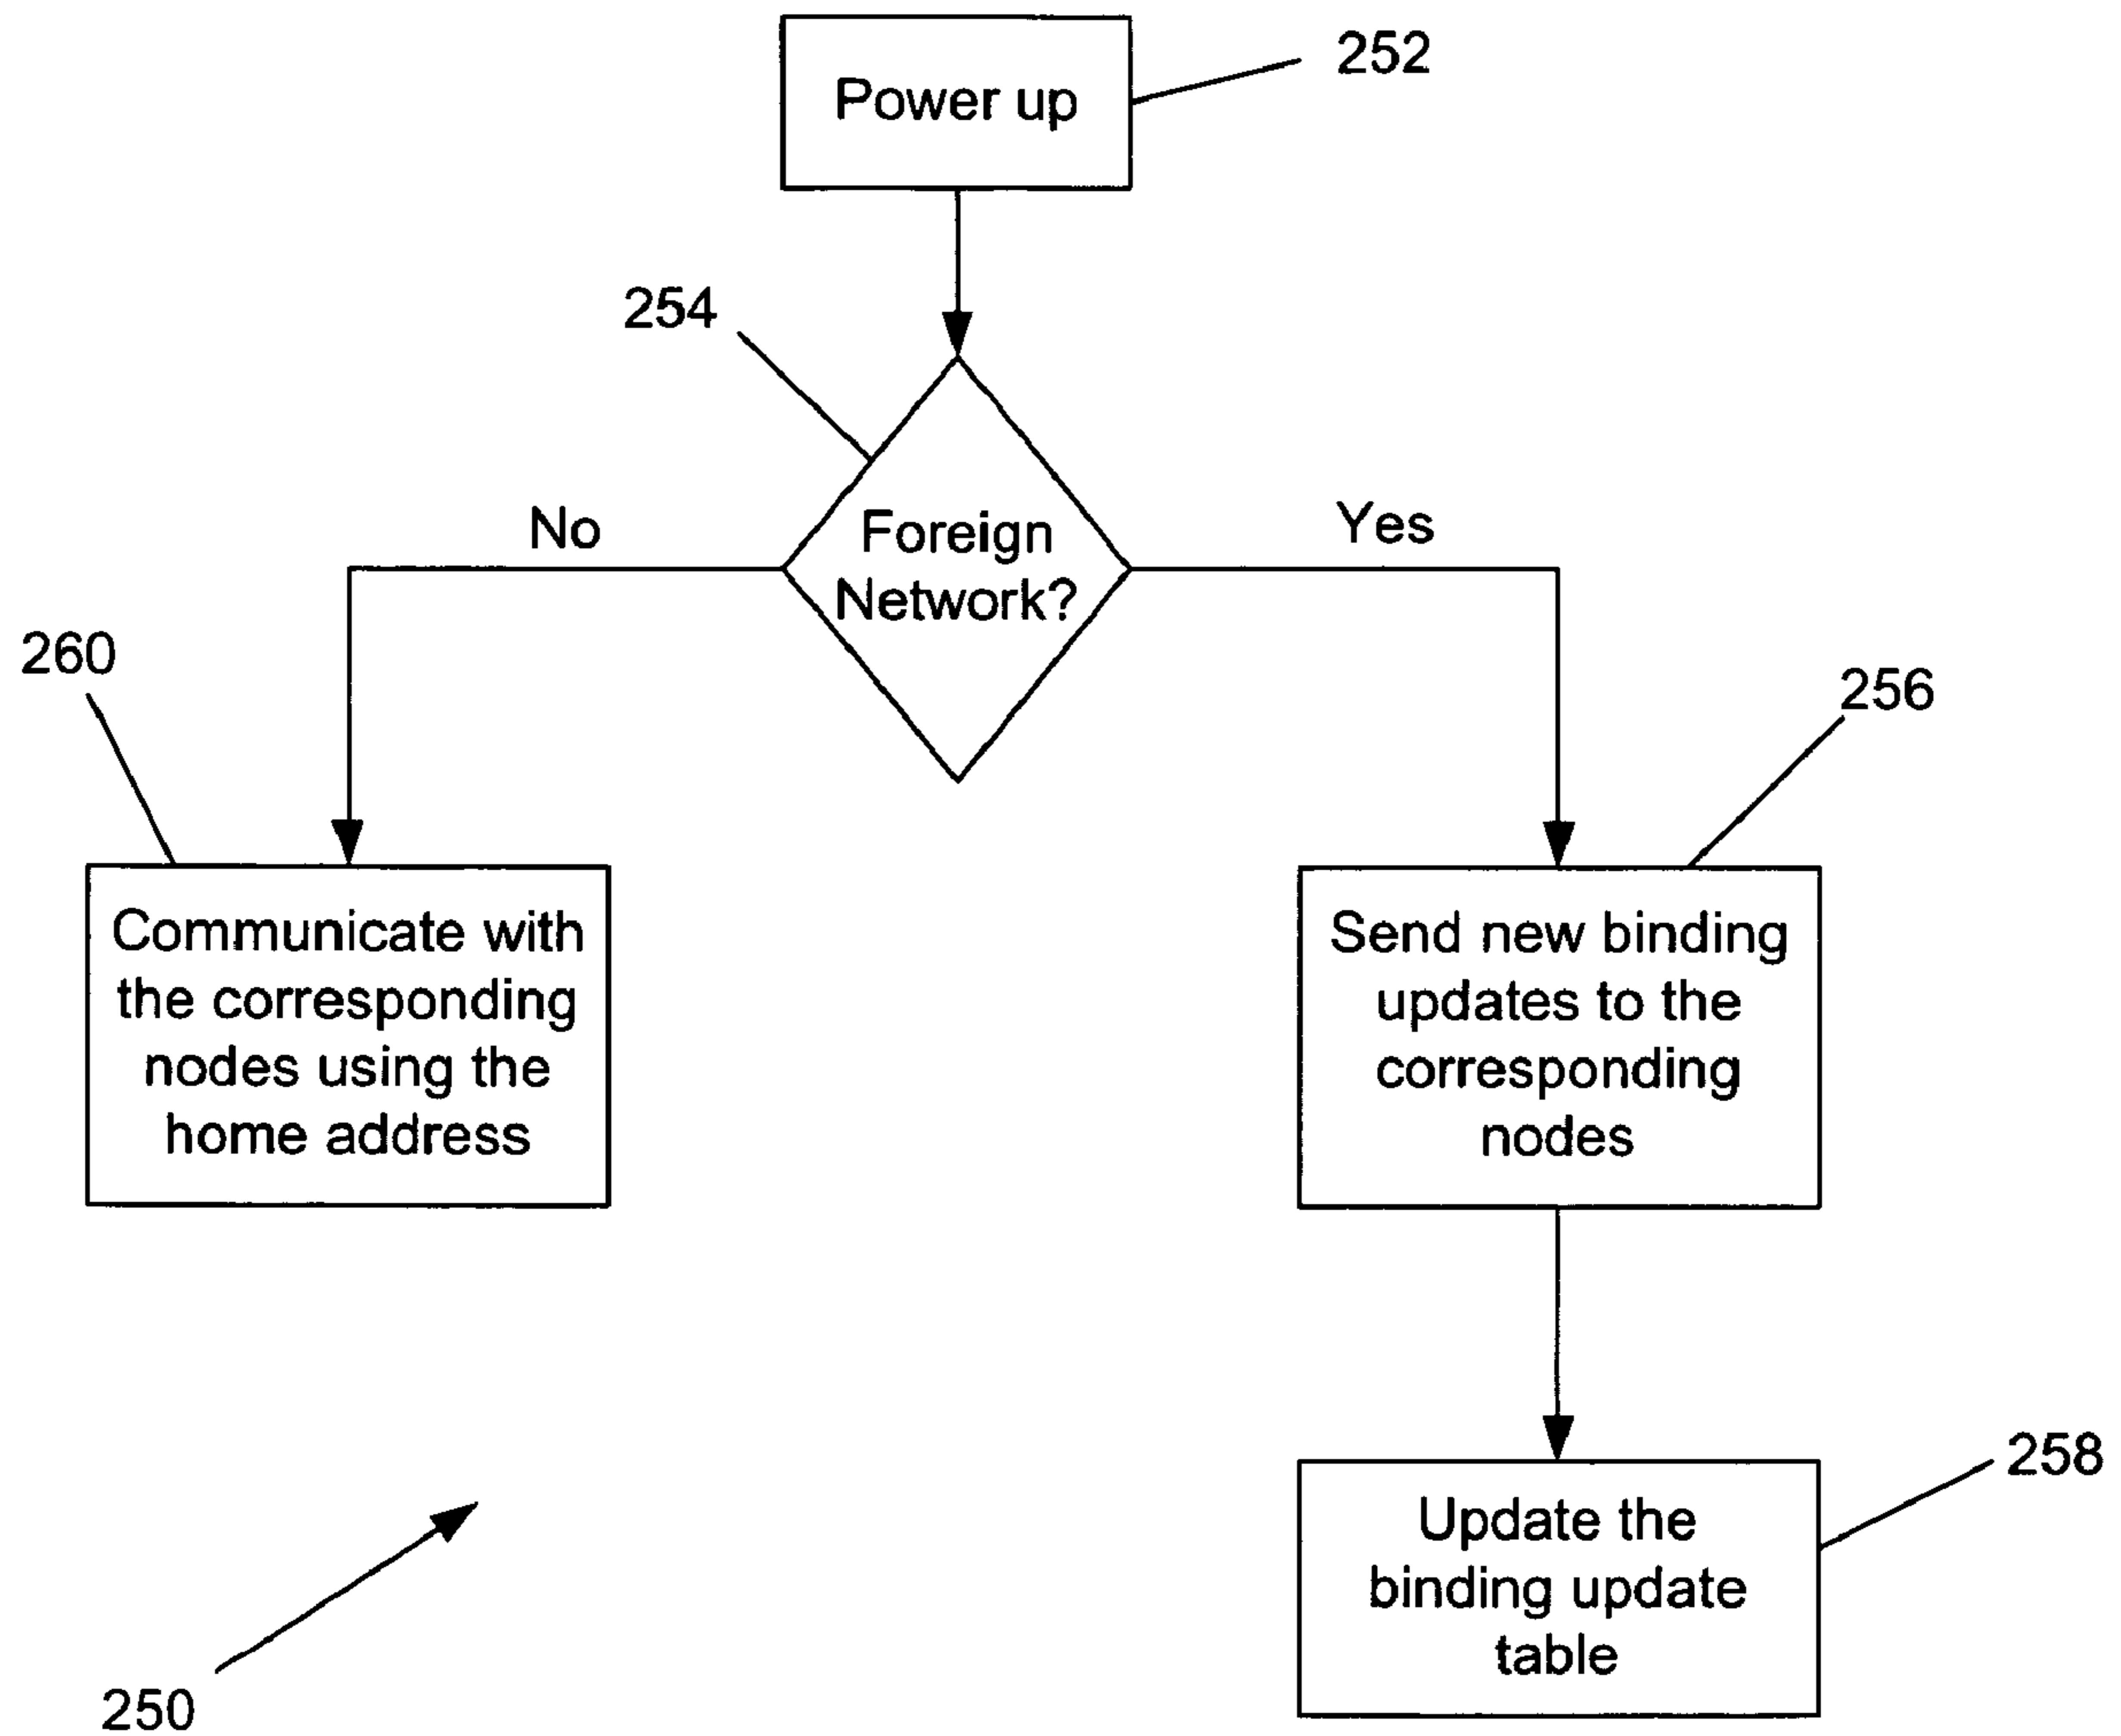 Power up
252
254
Foreign
Network?
No
Yes
260
256
Communicate with
the corresponding
nodes using the
home address
Send new binding
updates to the
corresponding
nodes
258
Update the
binding update
table
250